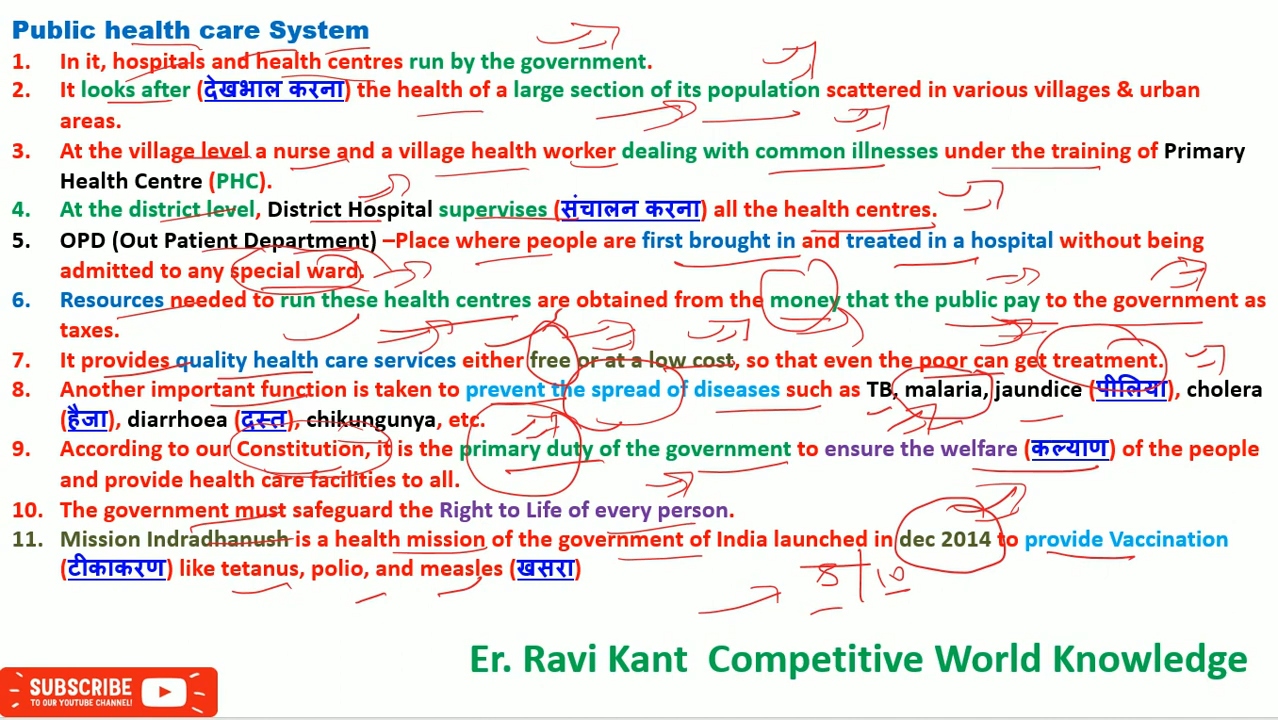 Public health care System
1. In it, hospitals and health centres run by the government.
2. It looks after (देखभाल करना) the health of a large section of its population scattered in various villages & urban
areas.
3. At the village level a nurse and a village health worker dealing with common illnesses under the training of Primary
Health Centre (PHC).
4. At the district level, District Hospital supervises (संचालन करना) all the health centres.
5. OPD (Out Patient Department) –Place where people are first brought in and treated in a hospital without being
admitted to any special ward.
6. Resources needed to run these health centres are obtained from the money that the public pay to the government as
taxes.
7. It provides quality health care services either free or at a low cost, so that even the poor can get treatment.
8. Another important function is taken to prevent the spread of diseases such as TB, malaria, jaundice (पीलिया), cholera
(हैजा), diarrhoea (दस्त), chikungunya, etc.
9. According to our Constitution, it is the primary duty of the government to ensure the welfare (कल्याण) of the people
and provide health care facilities to all.
10. The government must safeguard the Right to Life of every person.
11. Mission Indradhanush is a health mission of the government of India launched in dec 2014 to provide Vaccination
(टीकाकरण) like tetanus, polio, and measles (खसरा)
8 10
Er. Ravi Kant Competitive World Knowledge
SUBSCRIBE
TO OUR YOUTUBE CHANNEL!